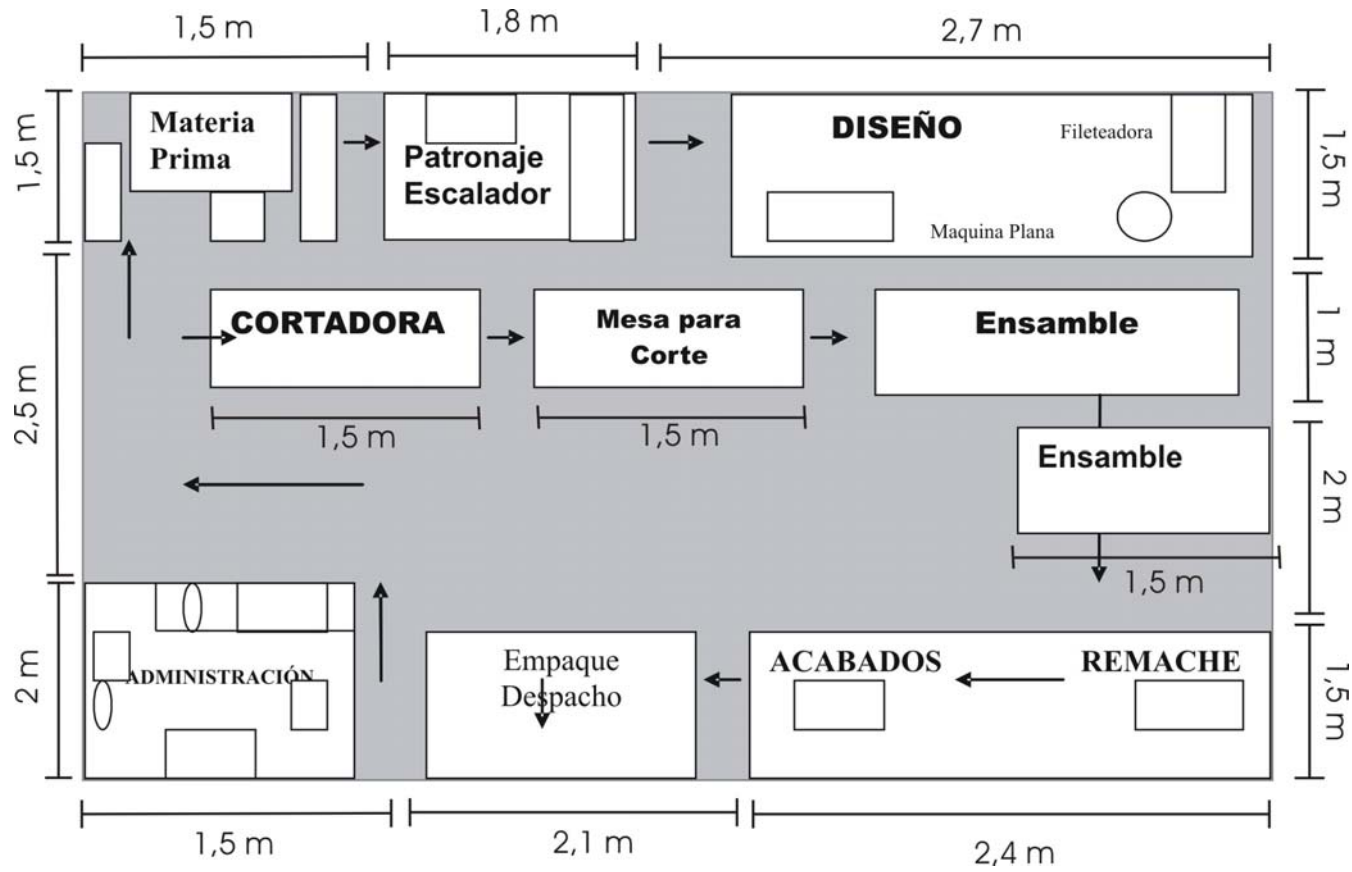 1,5 m
1,8 m
2,7 m
1,5 m
Materia
Prima
Patronaje
Escalador
DISEÑO
Fileteadora
Maquina Plana
1,5 m
2,5 m
CORTADORA
Mesa para
Corte
Ensamble
1 m
1,5 m
1,5 m
Ensamble
2 m
1,5 m
2 m
ADMINISTRACIÓN
Empaque
Despacho
ACABADOS
REMACHE
1,5 m
1,5 m
2,1 m
2,4 m